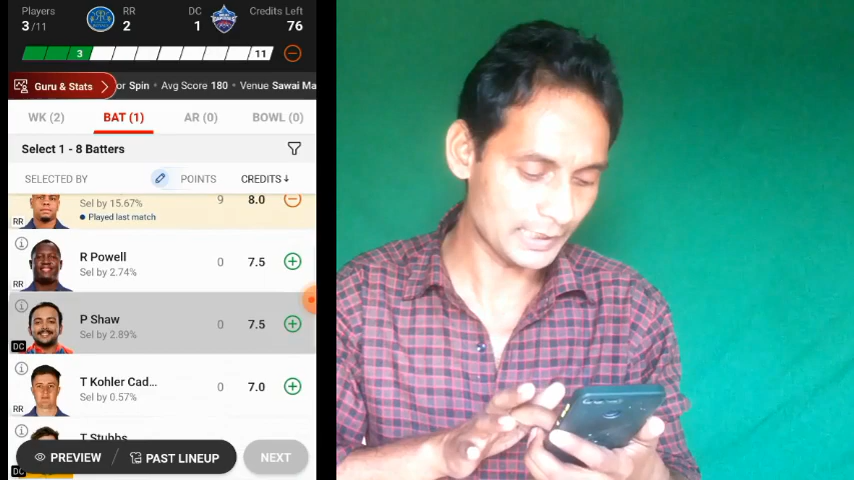 Players RR DC Credits Left
3/11 2 1 76
3 11
Guru & Stats or Spin • Avg Score 180 • Venue Sawai Ma
WK (2) BAT (1) AR (0) BOWL (0)
Select 1 - 8 Batters
SELECTED BY POINTS CREDITS↓
Sel by 15.67% 9 8.0
• Played last match
RR
R Powell
Sel by 2.74% 0 7.5
RR
P Shaw
Sel by 2.89% 0 7.5
DC
T Kohler Cad...
Sel by 0.57% 0 7.0
RR
T Stubbs
DC
PREVIEW PAST LINEUP NEXT